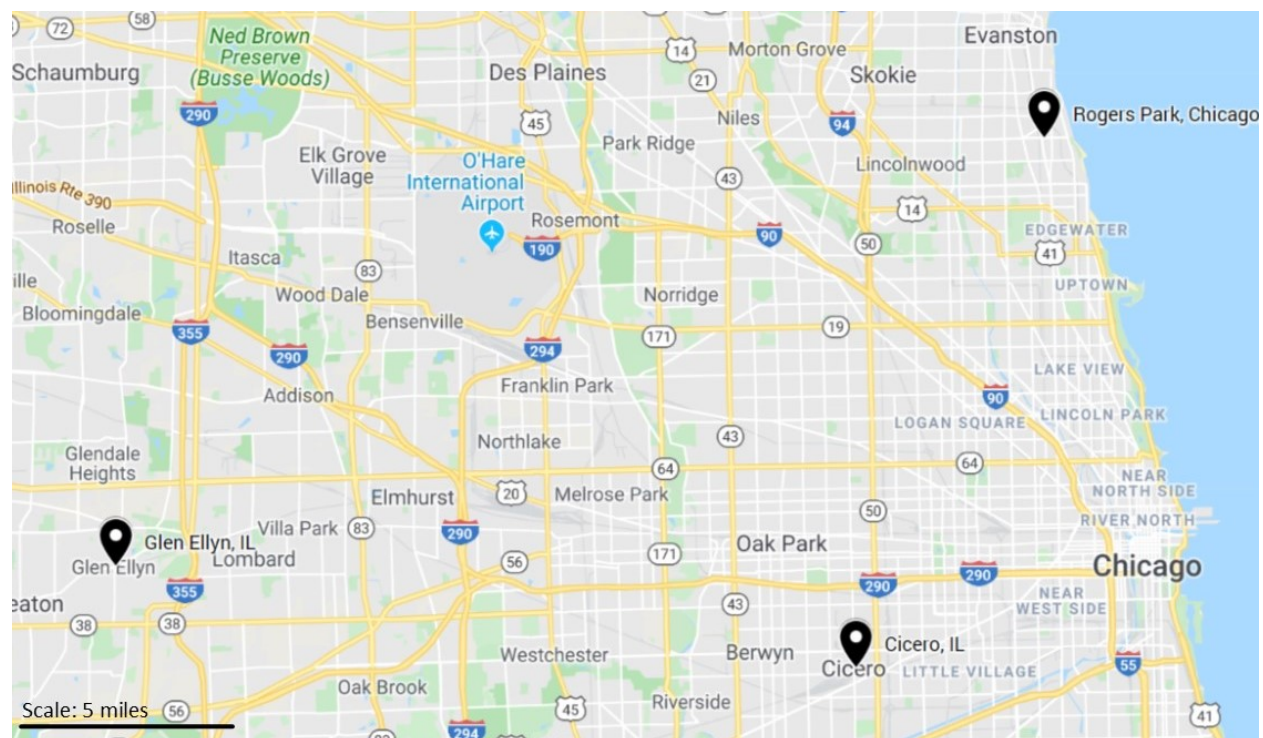 58
72
Ned Brown
Preserve
(Busse Woods)
Schaumburg
290
Des Plaines
14
21
Morton Grove
Evanston
Skokie
45
Niles
94
Rogers Park, Chicago
Park Ridge
Elk Grove
Village
O'Hare
International
Airport
43
Lincolnwood
Illinois Rte 390
Roselle
Rosemont
190
90
14
50
EDGEWATER
41
Itasca
83
Wood Dale
Norridge
UPTOWN
ille
Bloomingdale
355
Bensenville
171
19
290
294
Addison
Franklin Park
LAKE VIEW
90
LINCOLN PARK
LOGAN SQUARE
Northlake
43
Glendale
Heights
64
64
NEAR
NORTH SIDE
Elmhurst
20
Melrose Park
50
RIVER NORTH
Villa Park
83
290
Glen Ellyn, IL
Glen Ellyn
Lombard
56
171
Oak Park
Chicago
355
290
290
eaton
38
38
43
NEAR
WEST SIDE
Westchester
Berwyn
Cicero, IL
Cicero
LITTLE VILLAGE
55
Oak Brook
Riverside
Scale: 5 miles
56
45
41
294